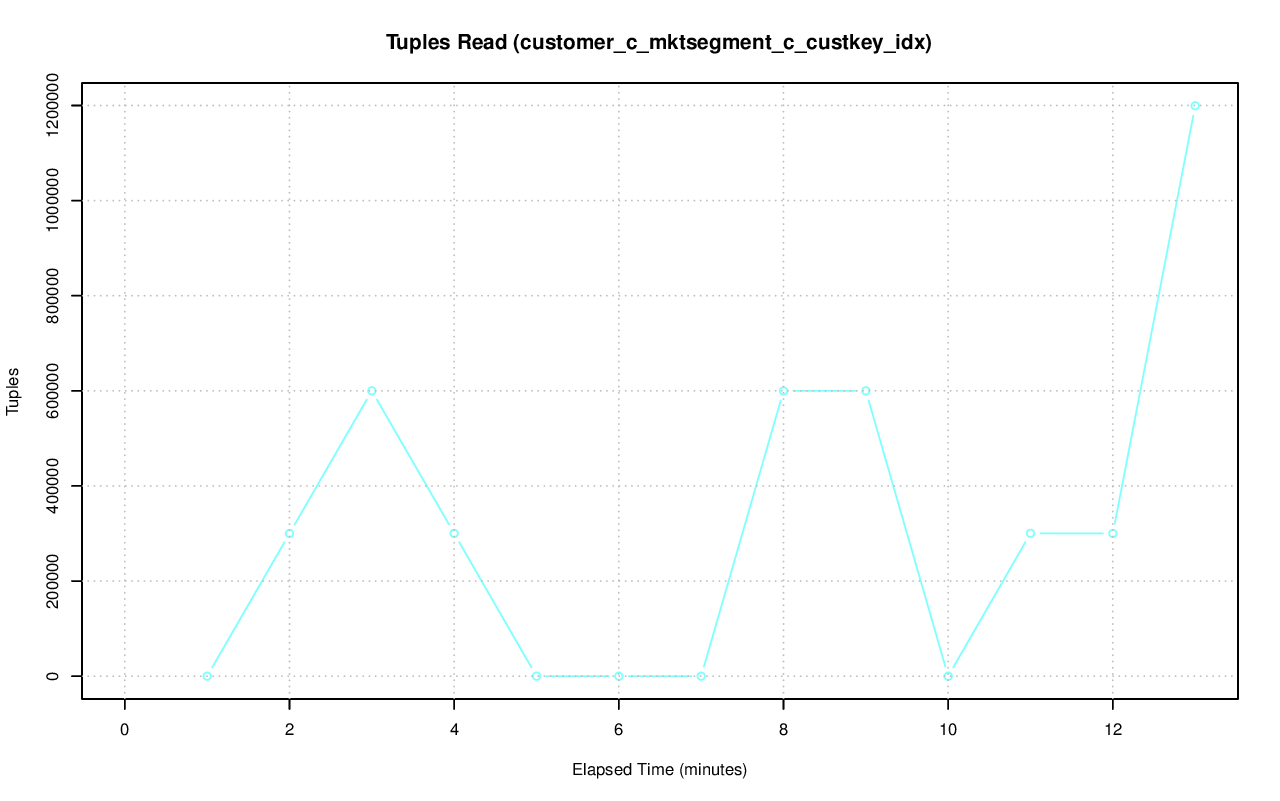 Tuples Read (customer_c_mktsegment_c_custkey_idx)
Tuples
1200000
1000000
800000
600000
400000
200000
0
0 2 4 6 8 10 12
Elapsed Time (minutes)